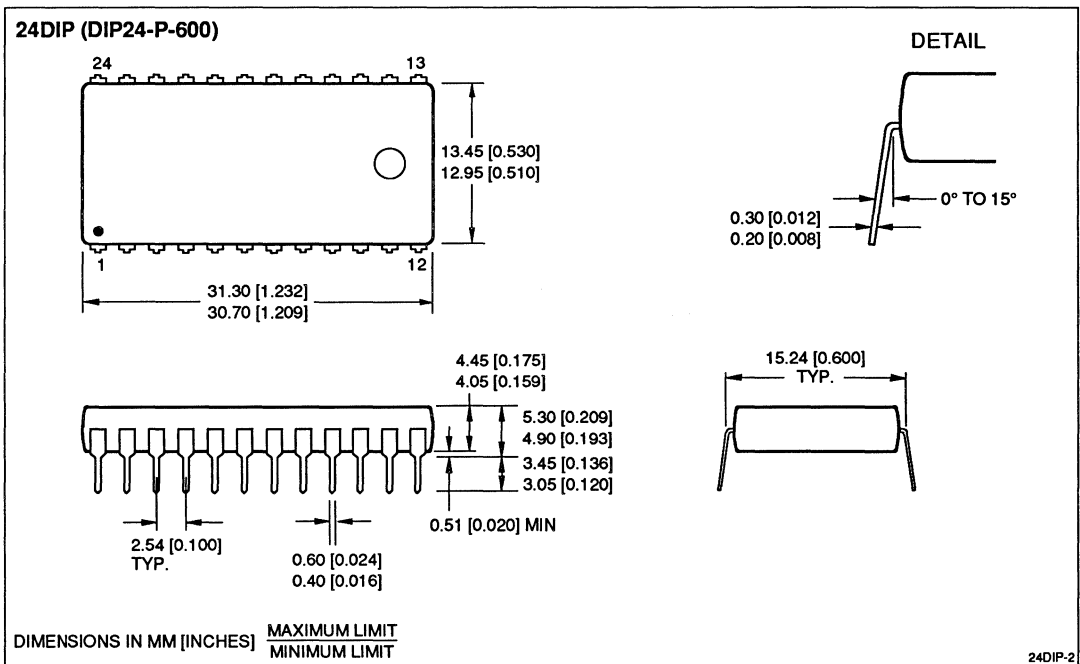 24DIP (DIP24-P-600)
DETAIL
24
13
13.45 [0.530]
12.95 [0.510]
0° TO 15°
0.30 [0.012]
0.20 [0.008]
1
12
31.30 [1.232]
30.70 [1.209]
4.45 [0.175]
4.05 [0.159]
5.30 [0.209]
4.90 [0.193]
3.45 [0.136]
3.05 [0.120]
0.51 [0.020] MIN
15.24 [0.600]
TYP.
2.54 [0.100]
TYP.
0.60 [0.024]
0.40 [0.016]
DIMENSIONS IN MM [INCHES]
MAXIMUM LIMIT
MINIMUM LIMIT
24DIP-2